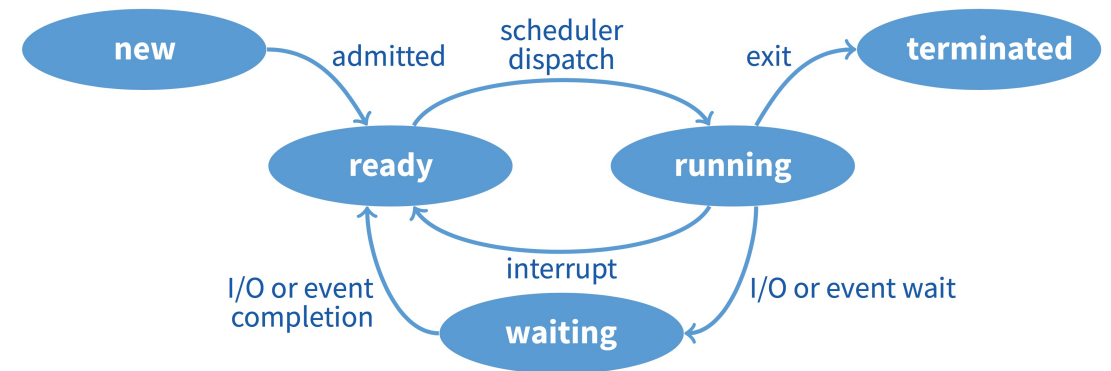 new
admitted
scheduler
dispatch
exit
terminated
ready
running
interrupt
I/O or event
completion
I/O or event wait
waiting